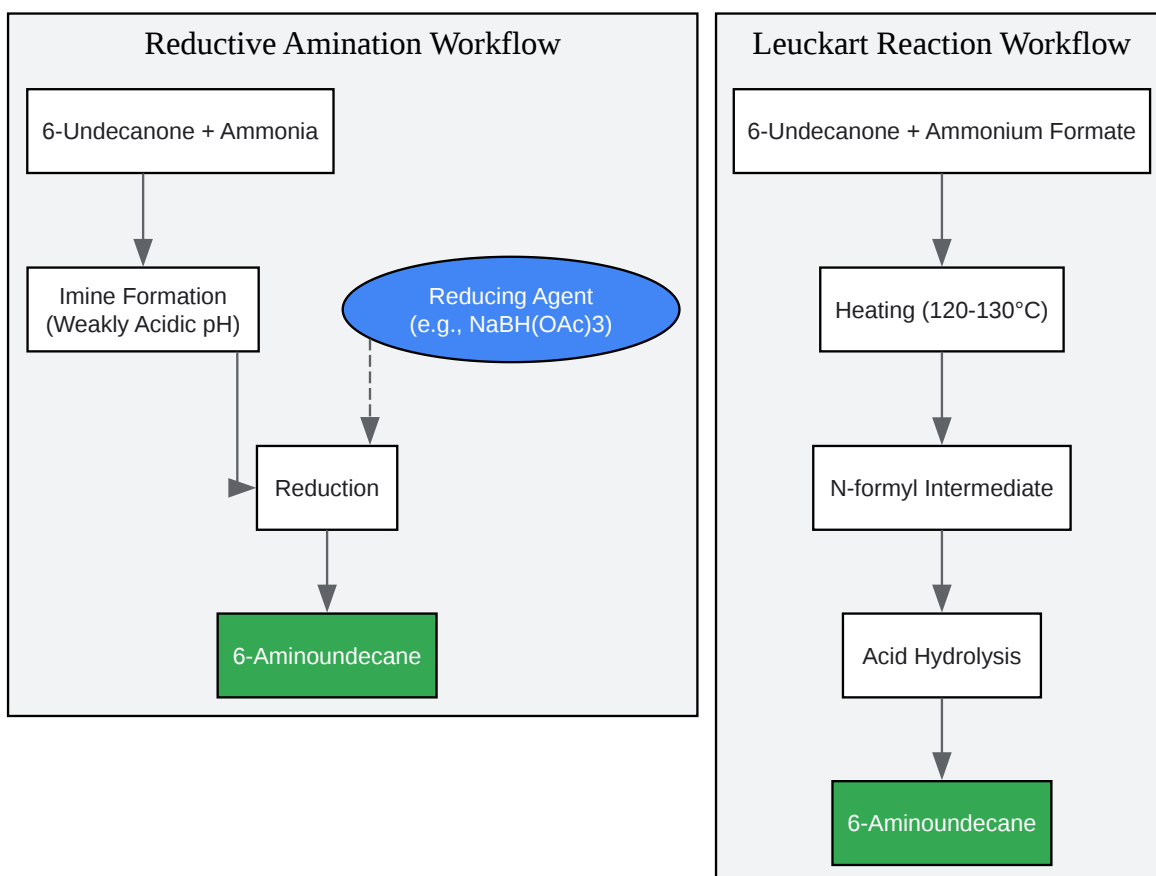 Reductive Amination Workflow
6-Undecanone + Ammonia
Imine Formation
(Weakly Acidic pH)
Reducing Agent
(e.g., NaBH(OAc)3)
Reduction
6-Aminoundecane
Leuckart Reaction Workflow
6-Undecanone + Ammonium Formate
Heating (120-130°C)
N-formyl Intermediate
Acid Hydrolysis
6-Aminoundecane